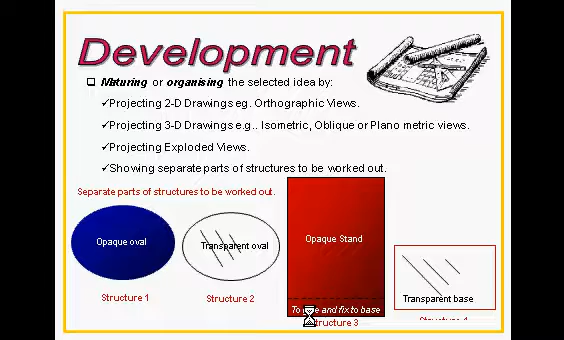 Development
Maturing or organising the selected idea by:
Projecting 2-D Drawings eg. Orthographic Views.
Projecting 3-D Drawings e.g.. Isometric, Oblique or Plano metric views.
Projecting Exploded Views.
Showing separate parts of structures to be worked out.
Separate parts of structures to be worked out.
Opaque oval
Transparent oval
Opaque Stand
Transparent base
To and fix to base
Structure 1
Structure 2
Structure 3